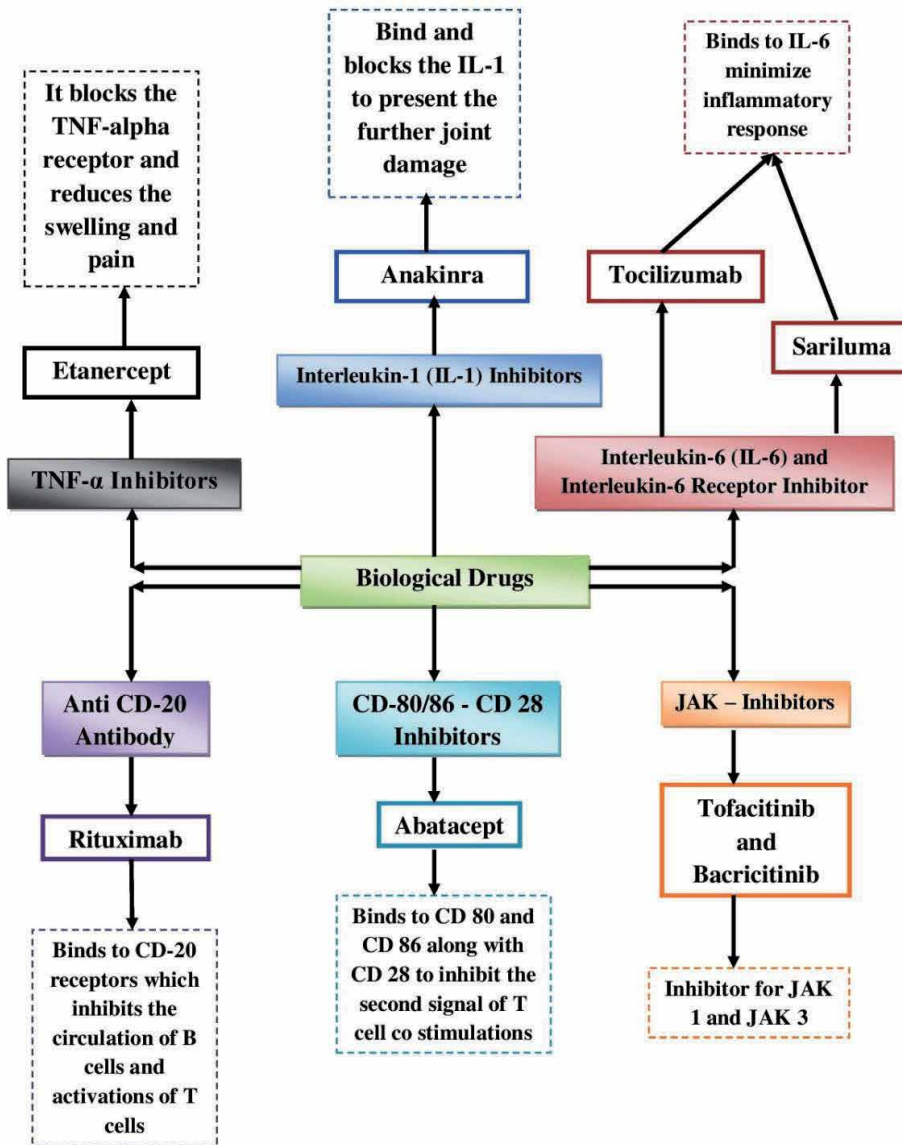 It blocks the
TNF-alpha
receptor and
reduces the
swelling and
pain
Etanercept
TNF-α Inhibitors
Bind and
blocks the IL-1
to present the
further joint
damage
Anakinra
Interleukin-1 (IL-1) Inhibitors
Binds to IL-6
minimize
inflammatory
response
Tocilizumab
Sariluma
Interleukin-6 (IL-6) and
Interleukin-6 Receptor Inhibitor
Biological Drugs
Anti CD-20
Antibody
Rituximab
Binds to CD-20
receptors which
inhibits the
circulation of B
cells and
activations of T
cells
CD-80/86 - CD 28
Inhibitors
Abatacept
Binds to CD 80 and
CD 86 along with
CD 28 to inhibit the
second signal of T
cell co stimulations
JAK – Inhibitors
Tofacitinib
and
Bacricitinib
Inhibitor for JAK
1 and JAK 3